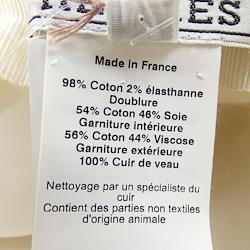 Made in France
98% Coton 2% élasthanne
Doublure
54% Coton 46% Soie
Garniture intérieure
56% Coton 44% Viscose
Garniture extérieure
100% Cuir de veau
Nettoyage par un spécialiste du
cuir
Contient des parties non textiles
d'origine animale